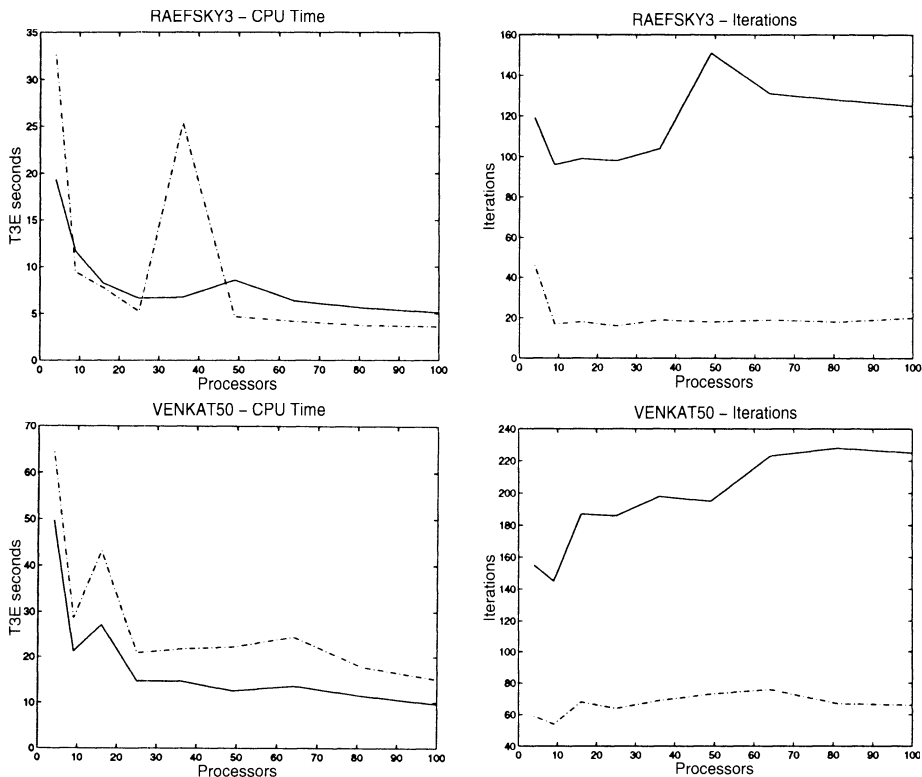 RAEFSKY3 – CPU Time
35
30
25
20
15
10
5
0
T3E seconds
0 10 20 30 40 50 60 70 80 90 100
Processors
RAEFSKY3 – Iterations
160
140
120
100
80
60
40
20
0
Iterations
0 10 20 30 40 50 60 70 80 90 100
Processors
VENKAT50 – CPU Time
70
60
50
40
30
20
10
0
T3E seconds
0 10 20 30 40 50 60 70 80 90 100
Processors
VENKAT50 – Iterations
240
220
200
180
160
140
120
100
80
60
40
Iterations
0 10 20 30 40 50 60 70 80 90 100
Processors